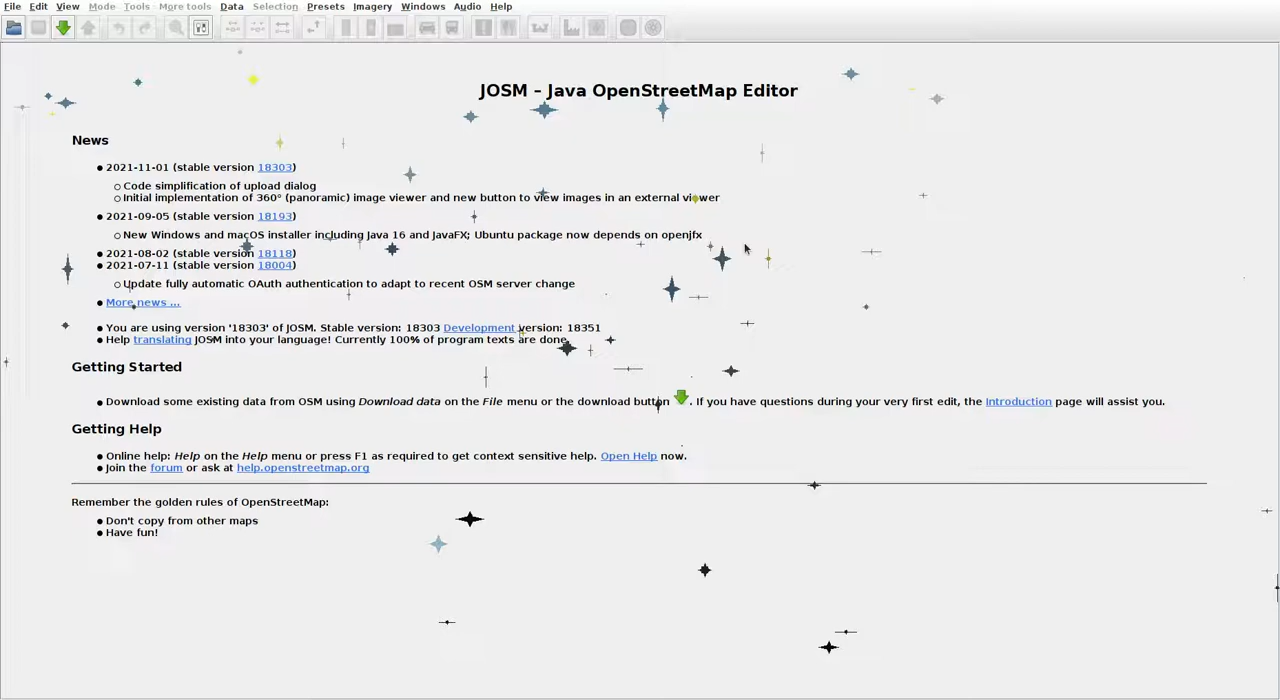 File Edit View Mode Tools More tools Data Selection Presets Imagery Windows Audio Help
JOSM – Java OpenStreetMap Editor
News
2021-11-01 (stable version 18303)
Code simplification of upload dialog
Initial implementation of 360° (panoramic) image viewer and new button to view images in an external viewer
2021-09-05 (stable version 18193)
New Windows and macOS installer including Java 16 and JavaFX; Ubuntu package now depends on openjfx
2021-08-02 (stable version 18118)
2021-07-11 (stable version 18004)
Update fully automatic OAuth authentication to adapt to recent OSM server change
More news ...
You are using version '18303' of JOSM. Stable version: 18303 Development version: 18351
Help translating JOSM into your language! Currently 100% of program texts are done.
Getting Started
Download some existing data from OSM using Download data on the File menu or the download button . If you have questions during your very first edit, the Introduction page will assist you.
Getting Help
Online help: Help on the Help menu or press F1 as required to get context sensitive help. Open Help now.
Join the forum or ask at help.openstreetmap.org
Remember the golden rules of OpenStreetMap:
Don't copy from other maps
Have fun!